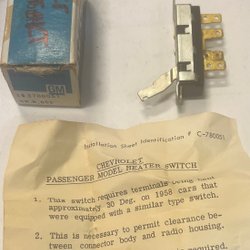 GM
Installation Sheet Identification # C-780051
CHEVROLET
PASSENGER MODEL HEATER SWITCH
1. This switch requires terminals being bent
approximately 30 Deg. on 1958 cars that
were equipped with a similar type switch.
2. This is necessary to permit clearance be-
tween connector body and radio housing.
required.